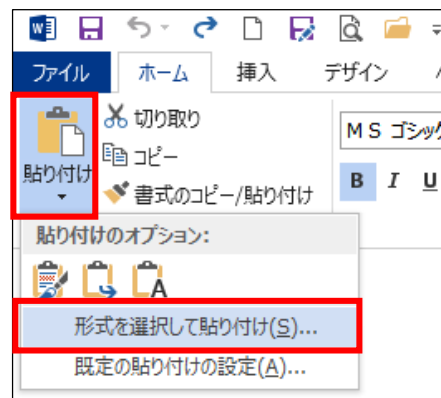 ファイル ホーム 挿入 デザイン
切り取り
コピー
貼り付け
書式のコピー/貼り付け
ＭＳ ゴシック
B I U
貼り付けのオプション:
形式を選択して貼り付け(S)...
既定の貼り付けの設定(A)...